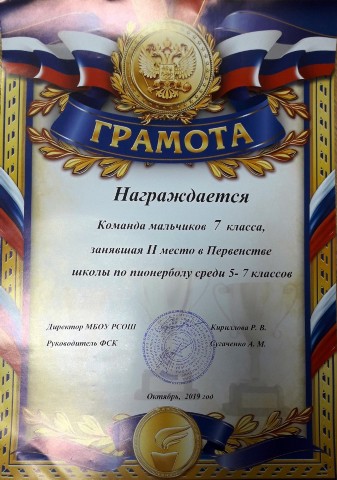 ГРАМОТА
Награждается
Команда мальчиков 7 класса,
занявшая II место в Первенстве
школы по пионерболу среди 5- 7 классов
Директор МБОУ РСОШ Кириллова Р. В.
Руководитель ФСК Сугаченко А. М.
Октябрь, 2019 год